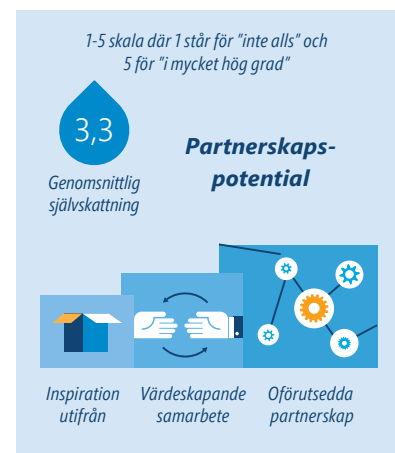 1-5 skala där 1 står för "inte alls" och
5 för "i mycket hög grad"
3,3
Genomsnittlig
självskattning
Partnerskaps-
potential
Inspiration
utifrån
Värdeskapande
samarbete
Oförutsedda
partnerskap